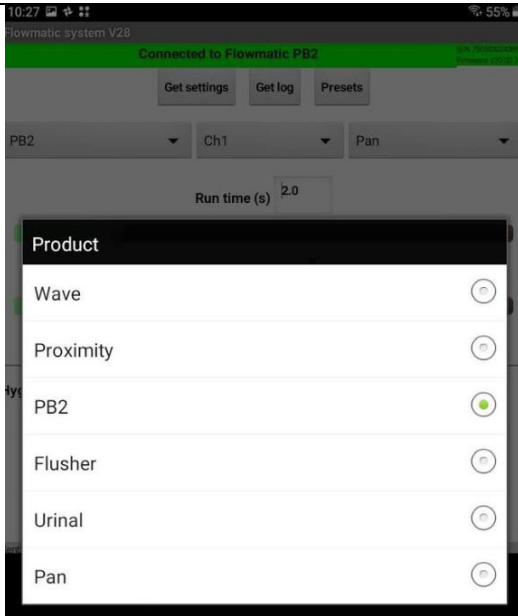 10:27 55%
Flowmatic system V28
Connected to Flowmatic PB2
Get settings Get log Presets
PB2 Ch1 Pan
Run time (s) 2.0
Product
Wave
Proximity
PB2
Flusher
Urinal
Pan